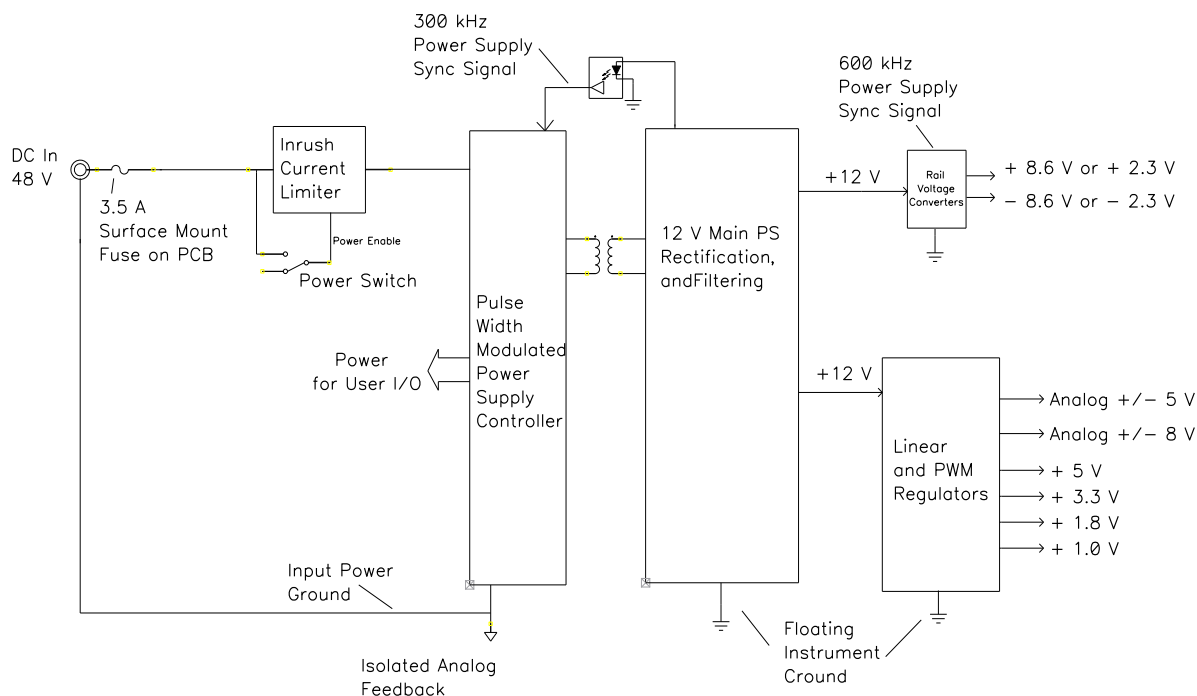 300 kHz
Power Supply
Sync Signal
600 kHz
Power Supply
Sync Signal
DC In
48 V
3.5 A
Surface Mount
Fuse on PCB
Inrush
Current
Limiter
Power Enable
Power Switch
Power
for User I/O
Pulse
Width
Modulated
Power
Supply
Controller
12 V Main PS
Rectification,
andFiltering
+12 V
Rail
Voltage
Converters
+ 8.6 V or + 2.3 V
- 8.6 V or - 2.3 V
+12 V
Linear
and PWM
Regulators
Analog +/- 5 V
Analog +/- 8 V
+ 5 V
+ 3.3 V
+ 1.8 V
+ 1.0 V
Input Power
Ground
Isolated Analog
Feedback
Floating
Instrument
Ground